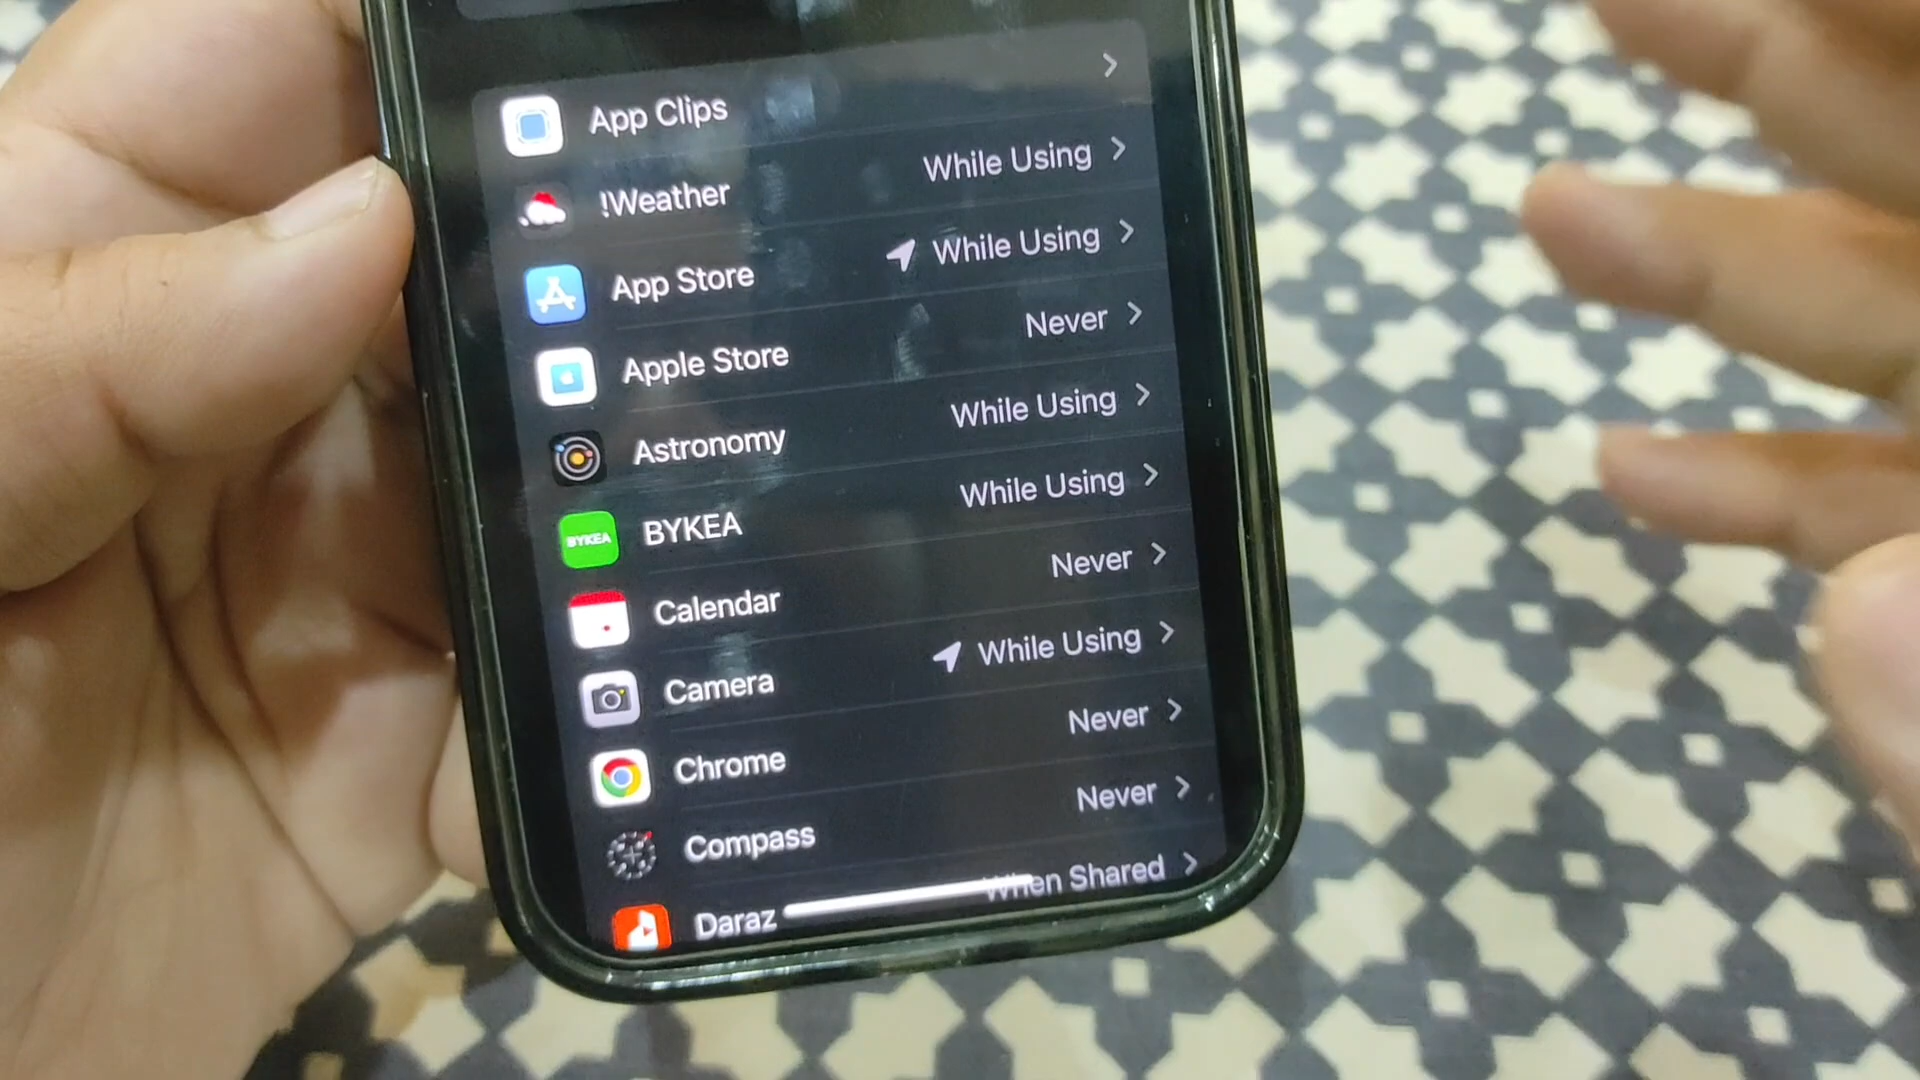 App Clips
!Weather While Using
App Store While Using
Apple Store Never
Astronomy While Using
BYKEA BYKEA While Using
Calendar Never
Camera While Using
Chrome Never
Compass Never
Daraz When Shared